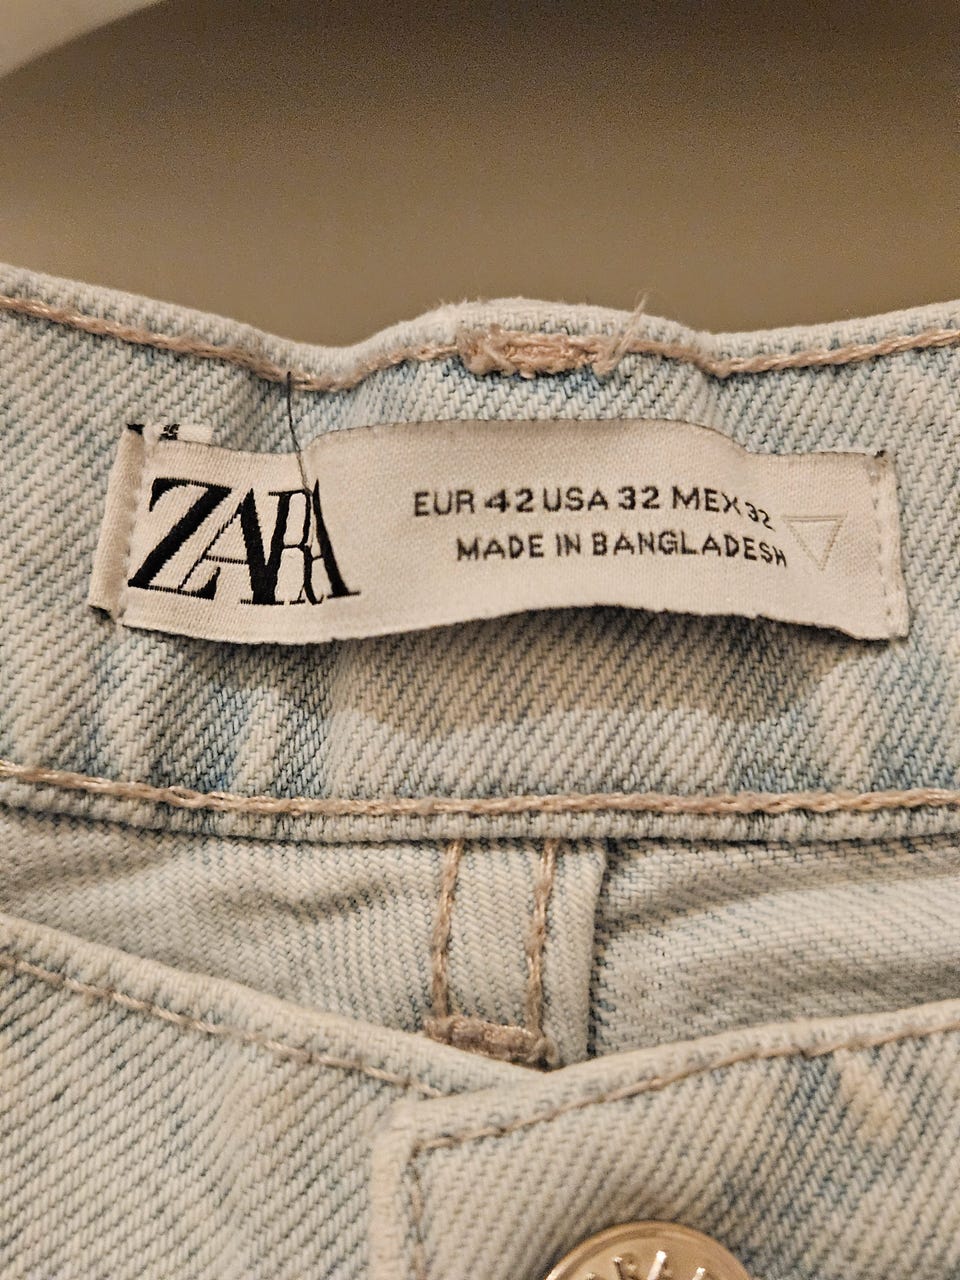 ZARA
EUR 42 USA 32 MEX 32
MADE IN BANGLADESH